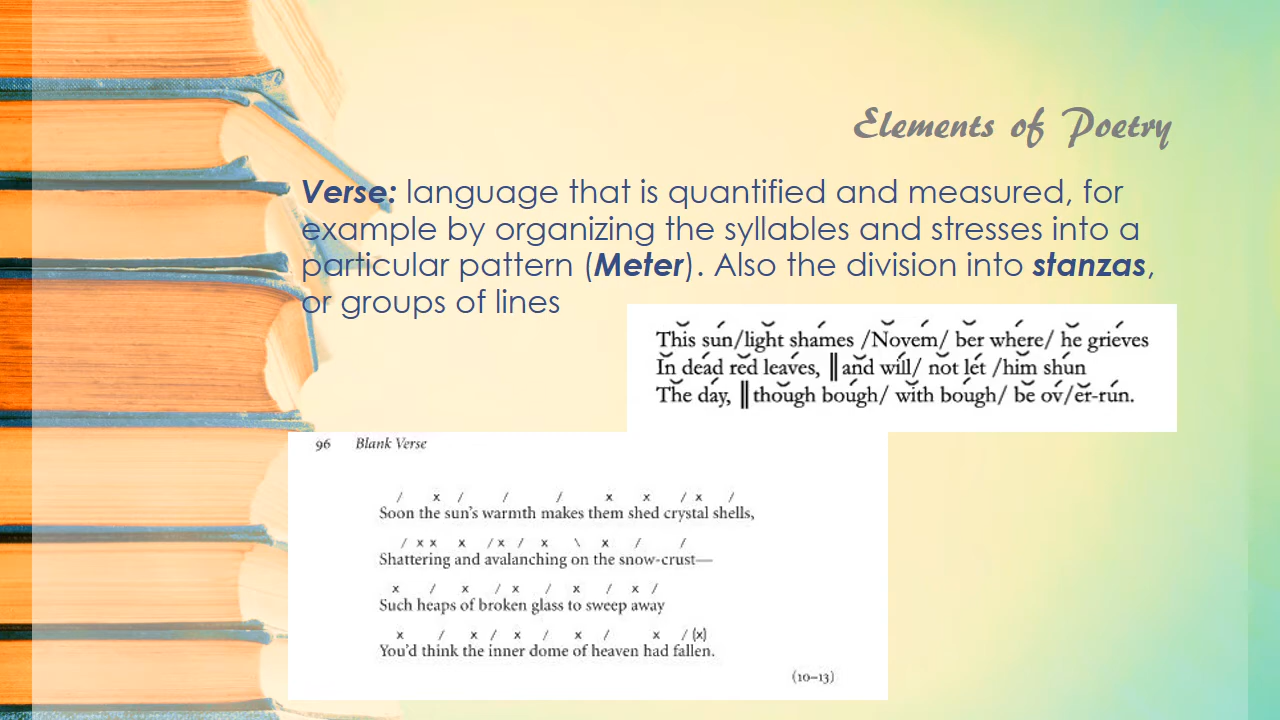 Elements of Poetry
Verse: language that is quantified and measured, for
example by organizing the syllables and stresses into a
particular pattern (Meter). Also the division into stanzas,
or groups of lines
This sun/light shames /Novem/ ber where/ he grieves
In dead red leaves, ‖and will/ not let /him shun
The day, ‖though bough/ with bough/ be ov/er-run.
96 Blank Verse
/ x / / / x x / x /
Soon the sun's warmth makes them shed crystal shells,
/ x x x / x / x \ x / /
Shattering and avalanching on the snow-crust—
x / x / x / x / x /
Such heaps of broken glass to sweep away
x / x / x / x / x / (x)
You'd think the inner dome of heaven had fallen.
(10–13)